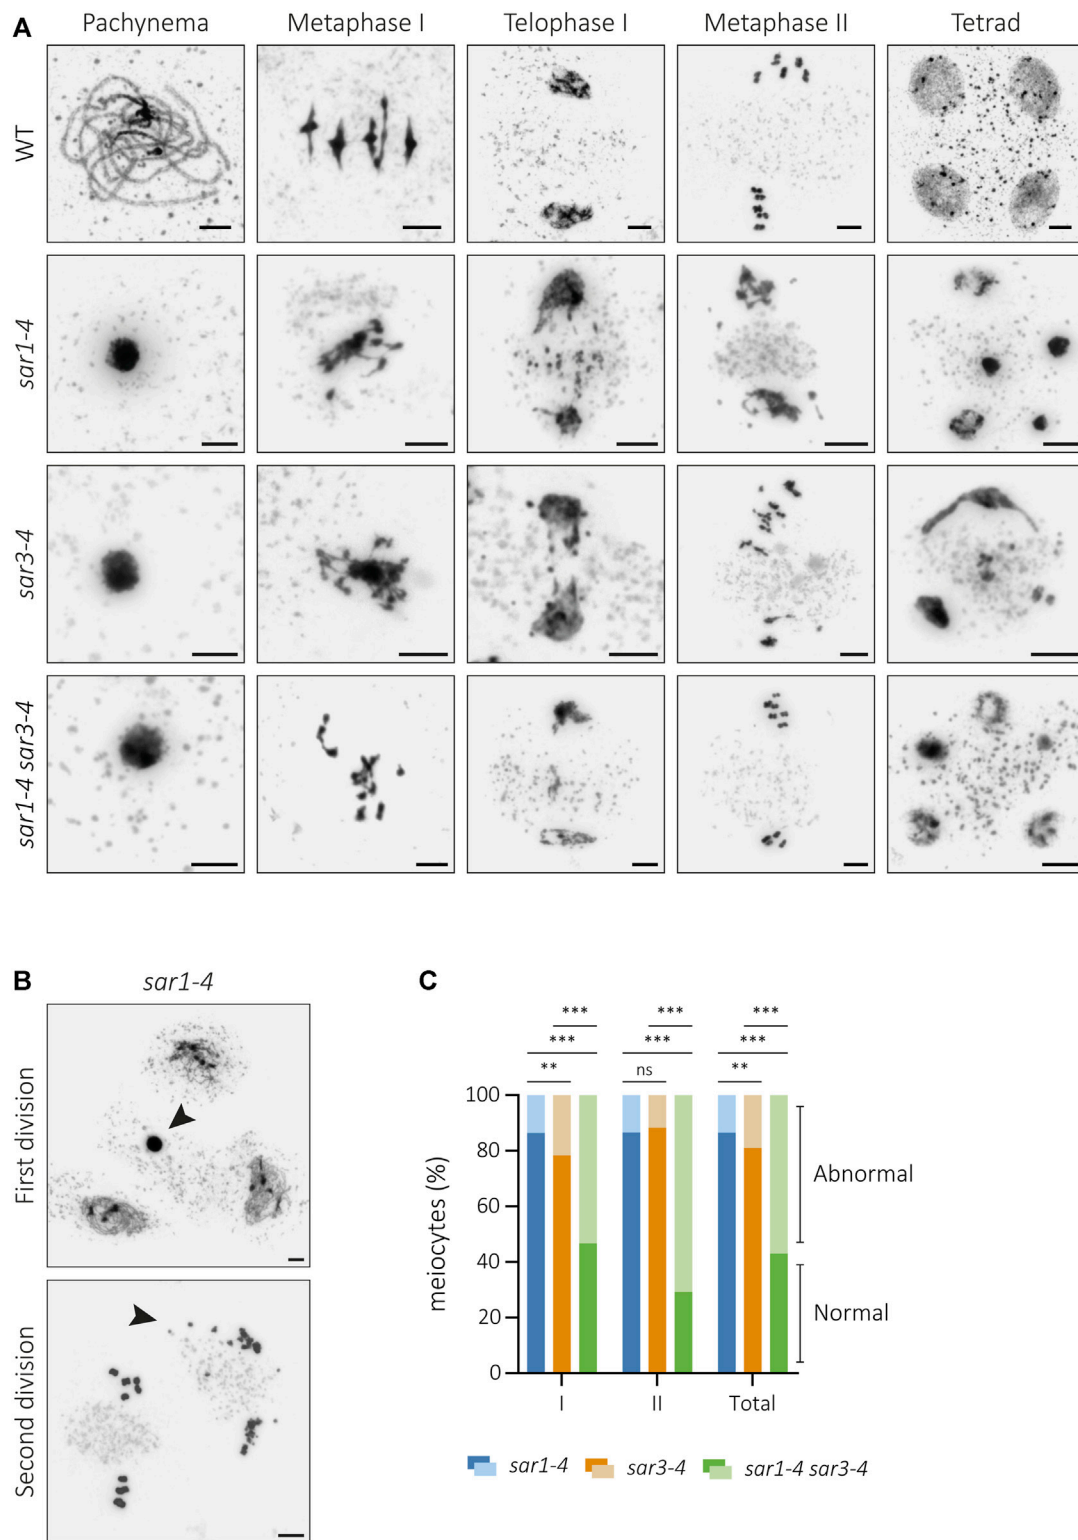 A
Pachynema Metaphase I Telophase I Metaphase II Tetrad
WT
sar1-4
sar3-4
sar1-4 sar3-4
B
sar1-4
First division
Second division
C
*** *** ***
*** *** ***
** ns **
100
80
60
40
20
0
meiocytes (%)
Abnormal
Normal
I II Total
sar1-4 sar3-4 sar1-4 sar3-4